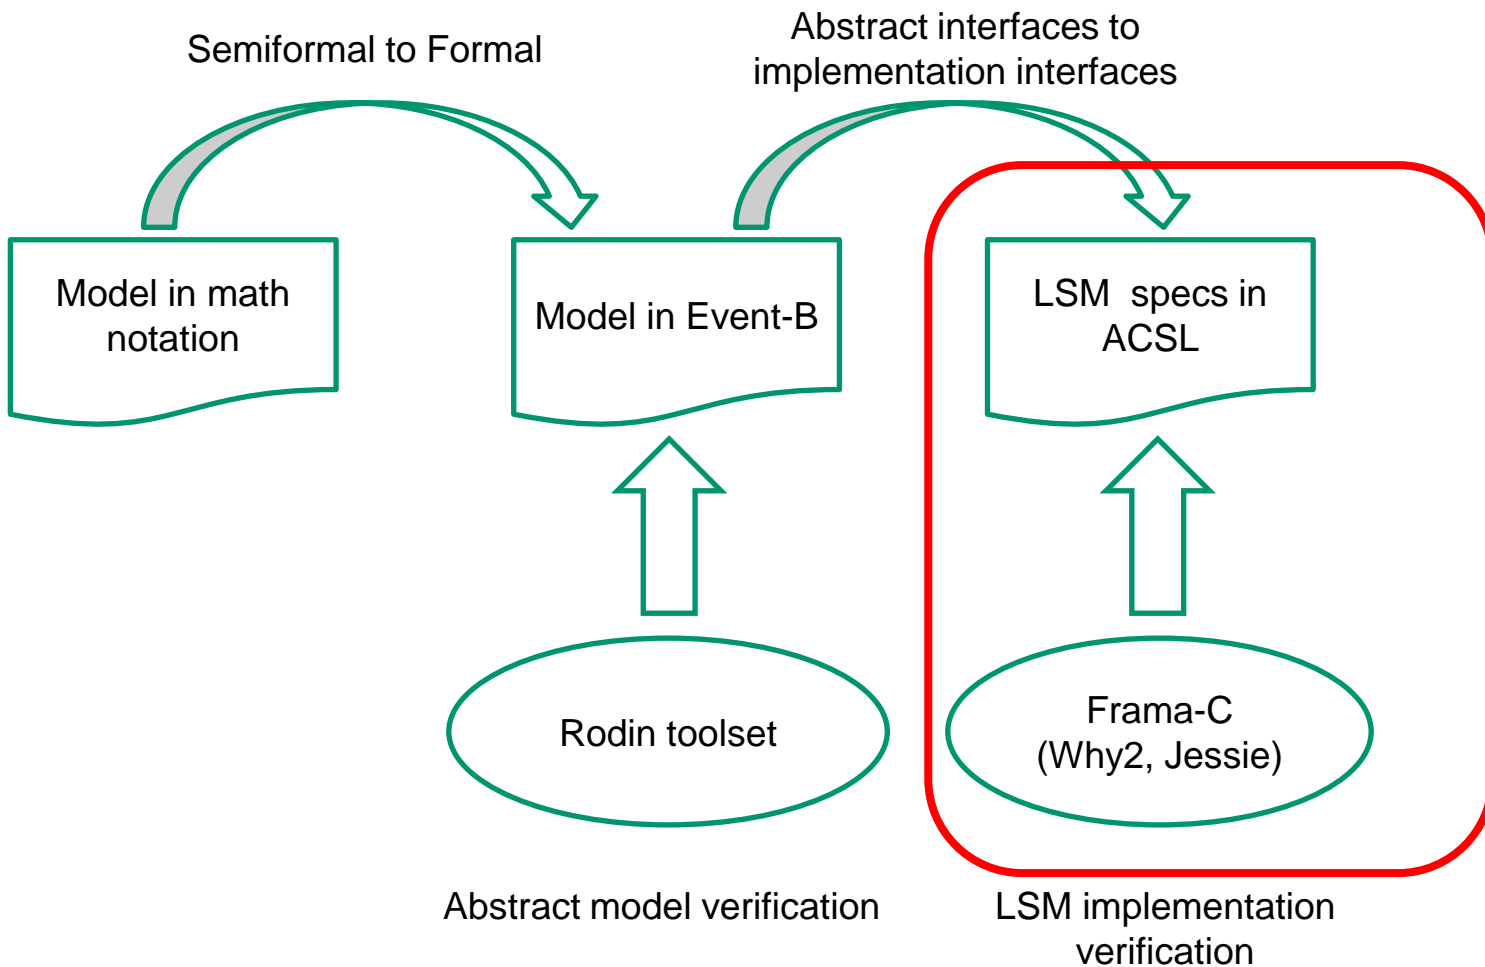 Semiformal to Formal
Abstract interfaces to
implementation interfaces
Model in math
notation
Model in Event-B
LSM specs in
ACSL
Rodin toolset
Frama-C
(Why2, Jessie)
Abstract model verification
LSM implementation
verification